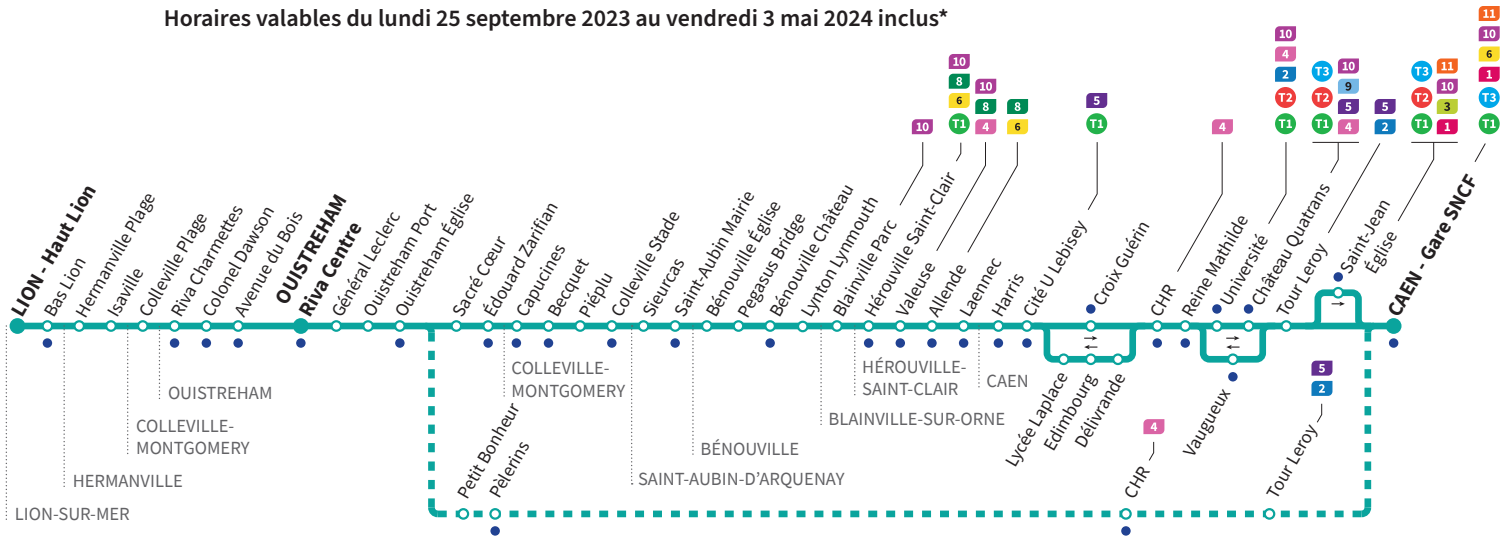 Horaires valables du lundi 25 septembre 2023 au vendredi 3 mai 2024 inclus*
LION - Haut Lion
Bas Lion
Hermanville Plage
Isaville
Colleville Plage
Riva Charmettes
Colonel Dawson
Avenue du Bois
OUISTREHAM
Riva Centre
Général Leclerc
Ouistreham Port
Ouistreham Église
Sacré Cœur
Édouard Zarifian
Capucines
Becquet
Piéplu
Colleville Stade
Sieurcas
Saint-Aubin Mairie
Bénouville Église
Pegasus Bridge
Bénouville Château
Lynton Lynmouth
Blainville Parc
10
Hérouville Saint-Clair
10
8
6
T1
Valeuse
10
8
4
Allende
8
6
Laennec
Harris
Cité U Lebisey
5
T1
Croix Guérin
CHR
4
Reine Mathilde
Université
10
4
2
T2
T1
Château Quatrans
T3 10
T2 9
T1 5
4
Tour Leroy
5
2
Saint-Jean
Église
T3 11
T2 10
T1 3
1
CAEN - Gare SNCF
11
10
6
1
T3
T1
LION-SUR-MER
HERMANVILLE
COLLEVILLE-
MONTGOMERY
OUISTREHAM
COLLEVILLE-
MONTGOMERY
SAINT-AUBIN-D'ARQUENAY
BÉNOUVILLE
BLAINVILLE-SUR-ORNE
HÉROUVILLE-
SAINT-CLAIR
CAEN
Lycée Laplace
Edimbourg
Délivrande
Vaugueux
Petit Bonheur
Pèlerins
CHR
4
Tour Leroy
5
2